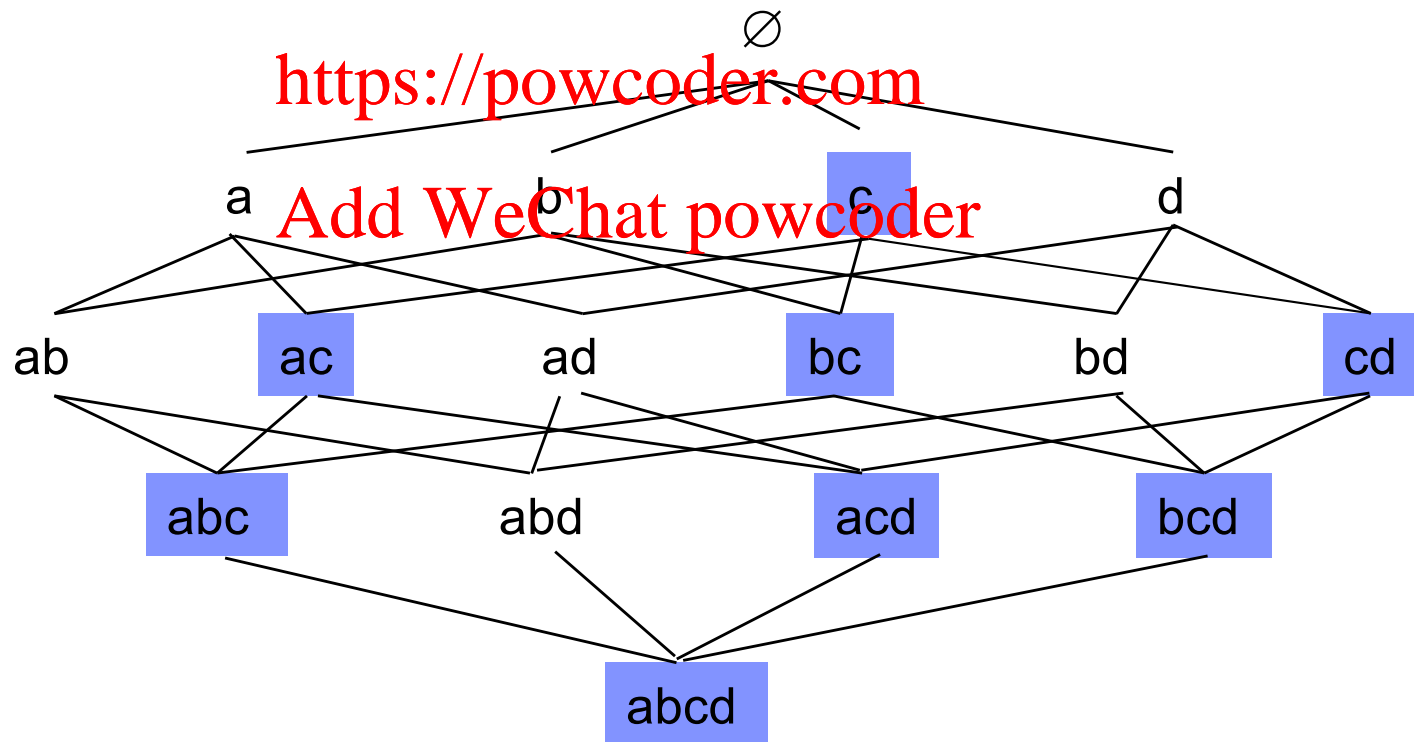 ∅
https://powcoder.com
a b c d
Add WeChat powcoder
ab ac ad bc bd cd
abc abd acd bcd
abcd